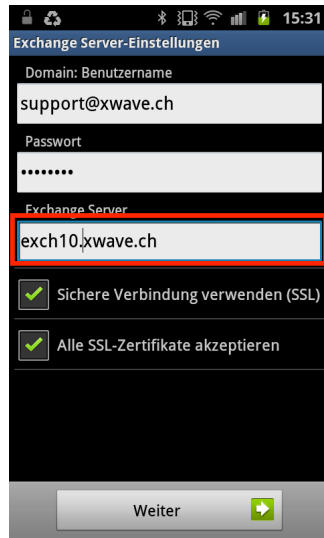 15:31
Exchange Server-Einstellungen
Domain: Benutzername
support@xwave.ch
Passwort
••••••••
Exchange Server
exch10.xwave.ch
Sichere Verbindung verwenden (SSL)
Alle SSL-Zertifikate akzeptieren
Weiter